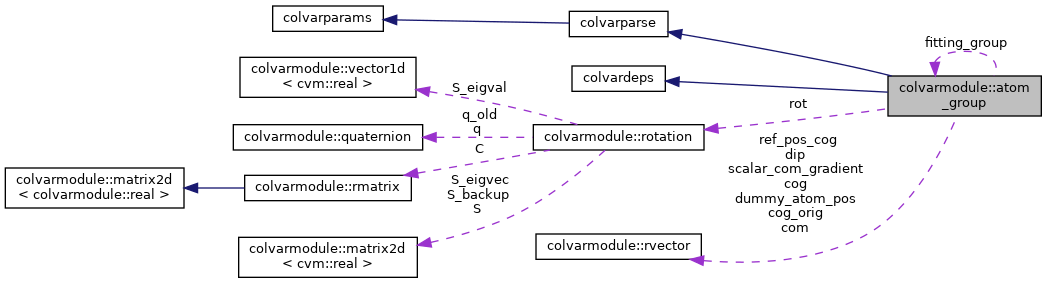 colvarparams
colvarparse
fitting_group
colvarmodule::vector1d
< cvm::real >
S_eigval
colvardeps
colvarmodule::atom
_group
rot
q_old
q
colvarmodule::quaternion
colvarmodule::rotation
C
ref_pos_cog
dip
scalar_com_gradient
cog
dummy_atom_pos
cog_orig
com
colvarmodule::matrix2d
< colvarmodule::real >
colvarmodule::rmatrix
S_eigvec
S_backup
S
colvarmodule::matrix2d
< cvm::real >
colvarmodule::rvector